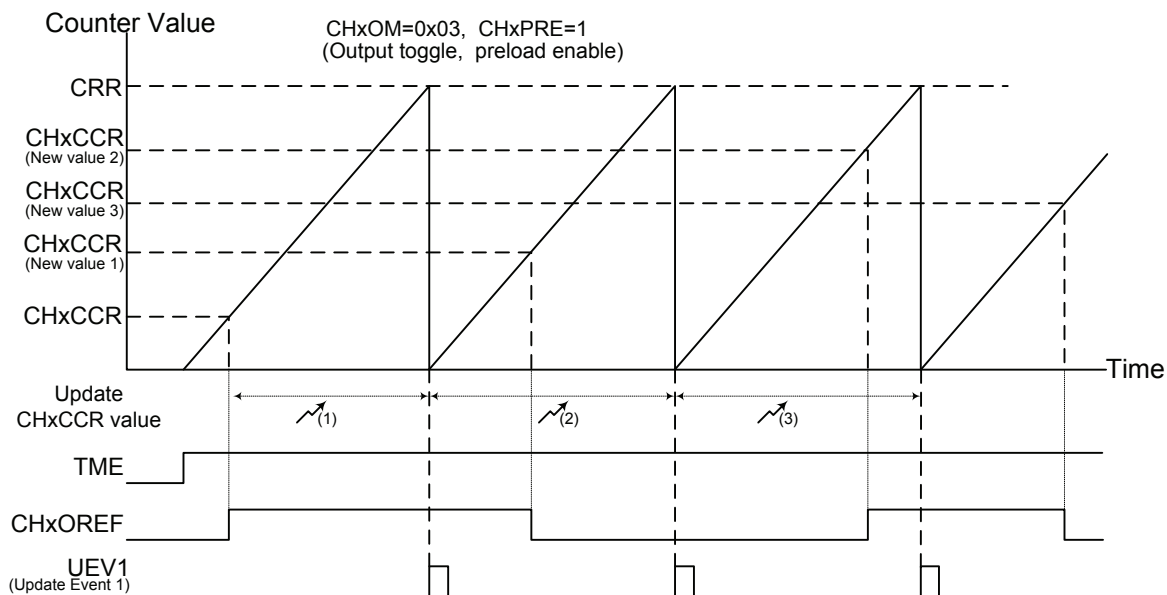 Counter Value
CHxOM=0x03, CHxPRE=1
(Output toggle, preload enable)
CRR
CHxCCR
(New value 2)
CHxCCR
(New value 3)
CHxCCR
(New value 1)
CHxCCR
Time
Update
CHxCCR value
(1)
(2)
(3)
TME
CHxOREF
UEV1
(Update Event 1)